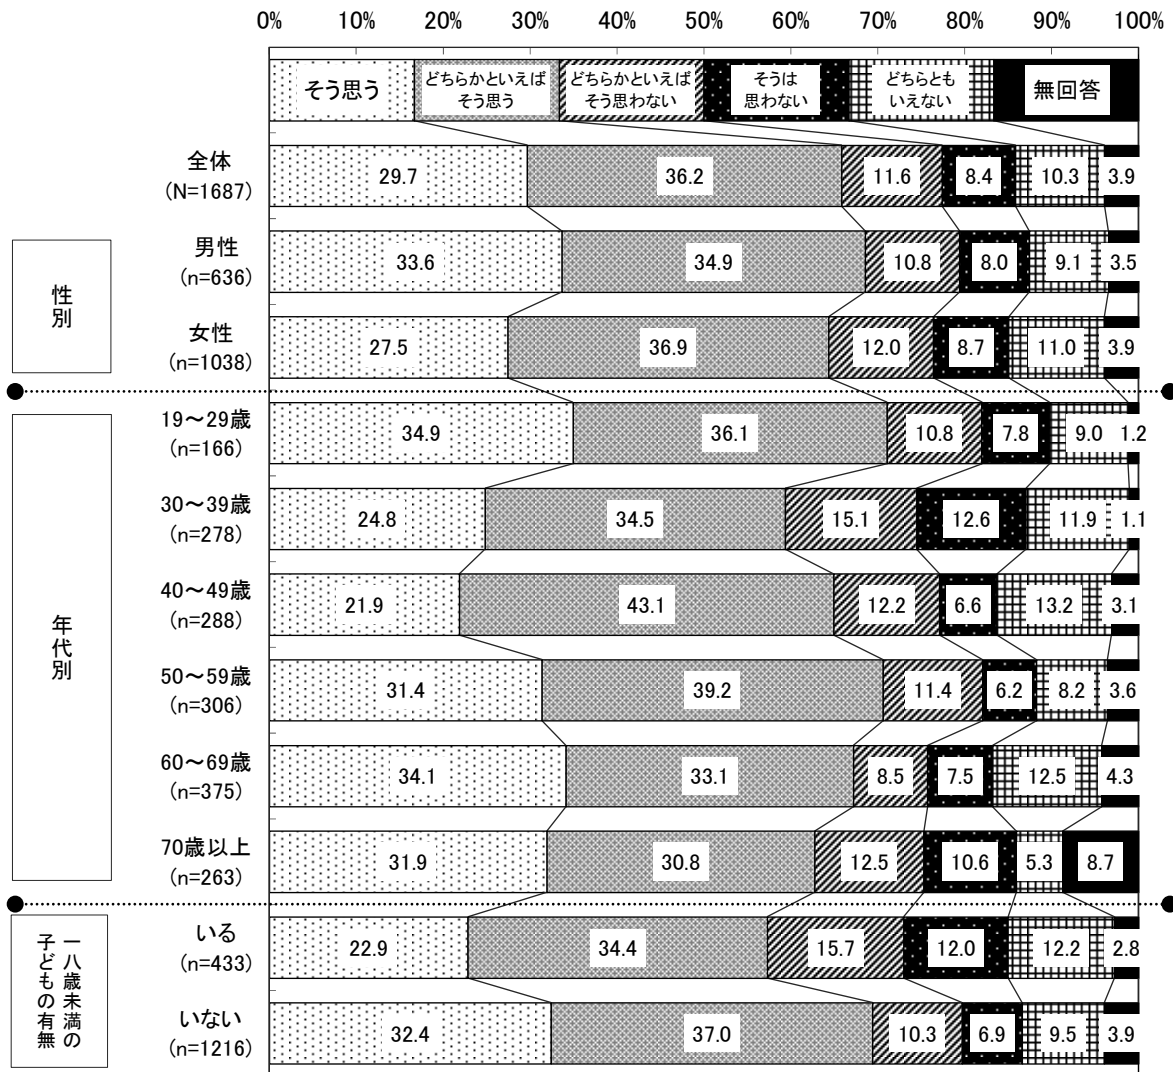 0% 10% 20% 30% 40% 50% 60% 70% 80% 90% 100%
そう思う
どちらかといえば
そう思う
どちらかといえば
そう思わない
そうは
思わない
どちらとも
いえない
無回答
全体
(N=1687)
29.7 36.2 11.6 8.4 10.3 3.9
性別
男性
(n=636)
33.6 34.9 10.8 8.0 9.1 3.5
女性
(n=1038)
27.5 36.9 12.0 8.7 11.0 3.9
年代別
19～29歳
(n=166)
34.9 36.1 10.8 7.8 9.0 1.2
30～39歳
(n=278)
24.8 34.5 15.1 12.6 11.9 1.1
40～49歳
(n=288)
21.9 43.1 12.2 6.6 13.2 3.1
50～59歳
(n=306)
31.4 39.2 11.4 6.2 8.2 3.6
60～69歳
(n=375)
34.1 33.1 8.5 7.5 12.5 4.3
70歳以上
(n=263)
31.9 30.8 12.5 10.6 5.3 8.7
一八歳未満の
子どもの有無
いる
(n=433)
22.9 34.4 15.7 12.0 12.2 2.8
いない
(n=1216)
32.4 37.0 10.3 6.9 9.5 3.9